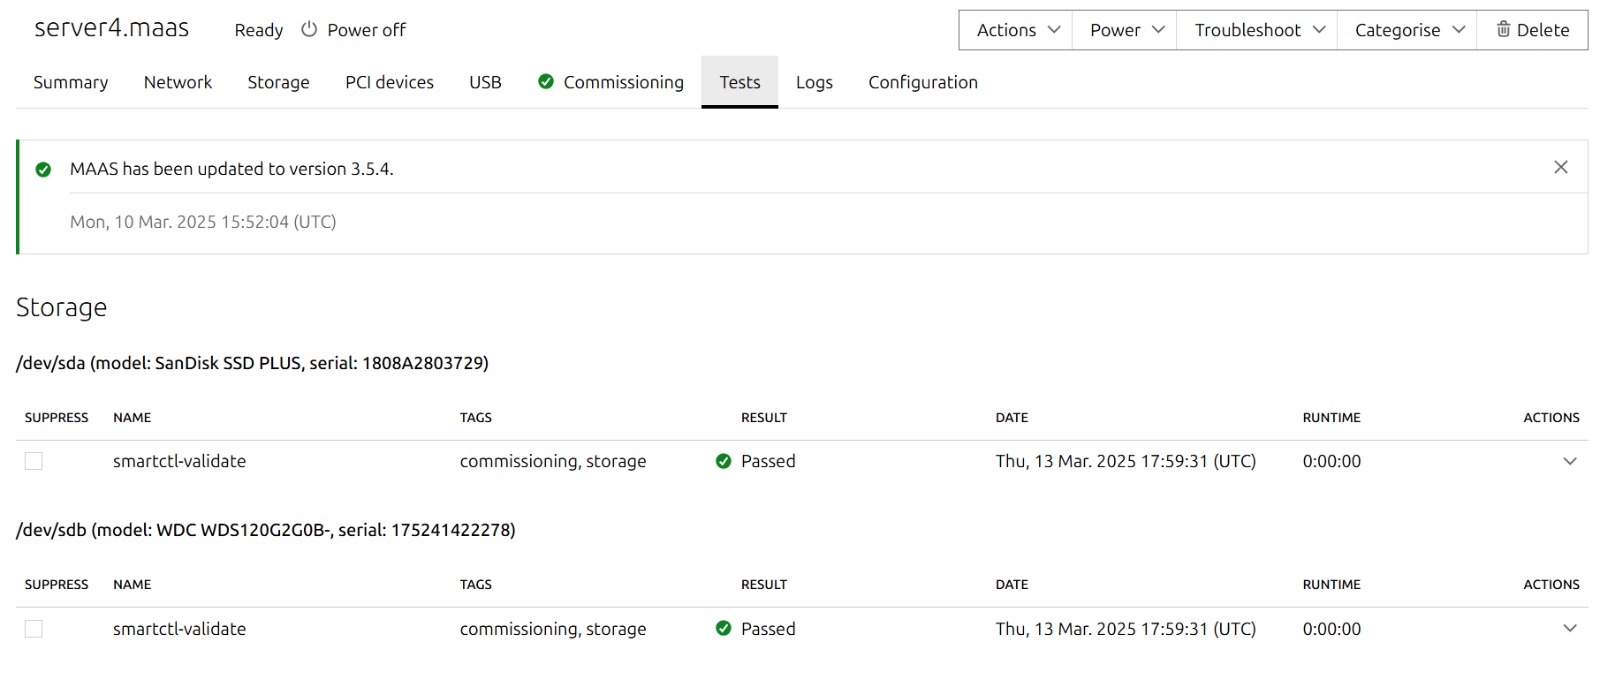 server4.maas Ready Power off Actions Power Troubleshoot Categorise Delete
Summary Network Storage PCI devices USB Commissioning Tests Logs Configuration
MAAS has been updated to version 3.5.4.
Mon, 10 Mar. 2025 15:52:04 (UTC)
Storage
/dev/sda (model: SanDisk SSD PLUS, serial: 1808A2803729)
SUPPRESS NAME TAGS RESULT DATE RUNTIME ACTIONS
smartctl-validate commissioning, storage Passed Thu, 13 Mar. 2025 17:59:31 (UTC) 0:00:00
/dev/sdb (model: WDC WDS120G2G0B-, serial: 175241422278)
SUPPRESS NAME TAGS RESULT DATE RUNTIME ACTIONS
smartctl-validate commissioning, storage Passed Thu, 13 Mar. 2025 17:59:31 (UTC) 0:00:00